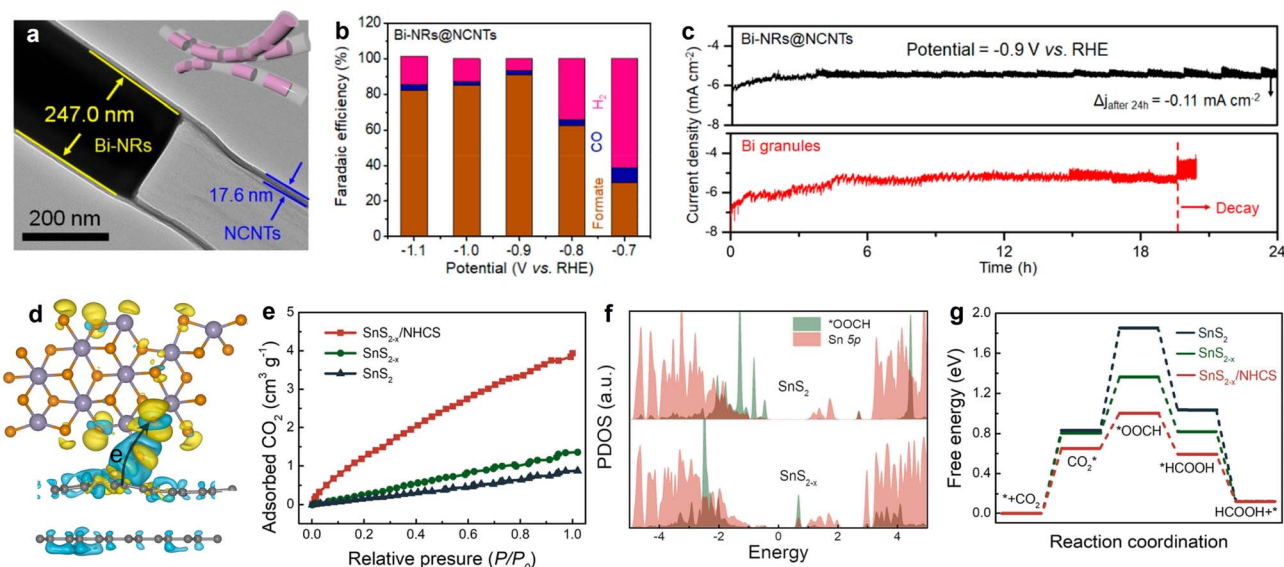 a
247.0 nm
Bi-NRs
17.6 nm
NCNTs
200 nm
b
Bi-NRs@NCNTs
Faradaic efficiency (%)
120
100
80
60
40
20
0
Formate CO H₂
-1.1 -1.0 -0.9 -0.8 -0.7
Potential (V vs. RHE)
c
Bi-NRs@NCNTs
Potential = -0.9 V vs. RHE
Δj after 24h = -0.11 mA cm⁻²
Bi granules
Decay
Current density (mA cm⁻²)
-4
-6
-8
-4
-6
-8
0 6 12 18 24
Time (h)
d
e
e
Adsorbed CO₂ (cm³ g⁻¹)
5
4
3
2
1
0
SnS₂₋ₓ/NHCS
SnS₂₋ₓ
SnS₂
0.0 0.2 0.4 0.6 0.8 1.0
Relative presure (P/P₀)
f
*OOCH
Sn 5p
SnS₂
SnS₂₋ₓ
PDOS (a.u.)
-4 -2 0 2 4
Energy
g
Free energy (eV)
2.0
1.6
1.2
0.8
0.4
0.0
SnS₂
SnS₂₋ₓ
SnS₂₋ₓ/NHCS
*+CO₂
CO₂*
*OOCH
*HCOOH
HCOOH+*
Reaction coordination